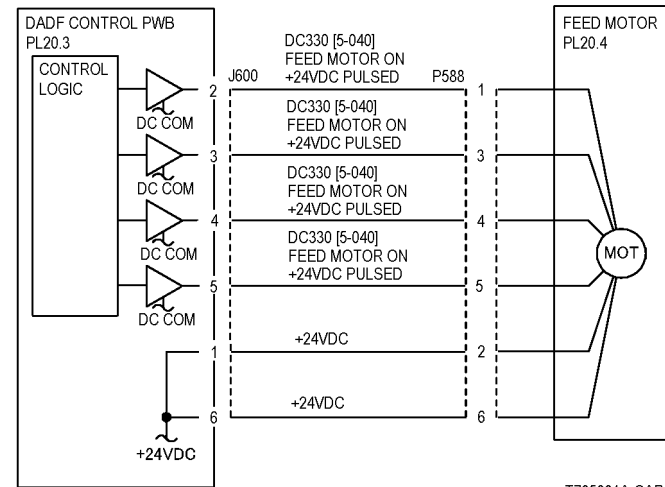 DADF CONTROL PWB
PL20.3
CONTROL
LOGIC
DC COM
DC COM
DC COM
DC COM
+24VDC
2
3
4
5
1
6
J600
DC330 [5-040]
FEED MOTOR ON
+24VDC PULSED
DC330 [5-040]
FEED MOTOR ON
+24VDC PULSED
DC330 [5-040]
FEED MOTOR ON
+24VDC PULSED
DC330 [5-040]
FEED MOTOR ON
+24VDC PULSED
+24VDC
+24VDC
P588
1
3
4
5
2
6
FEED MOTOR
PL20.4
MOT